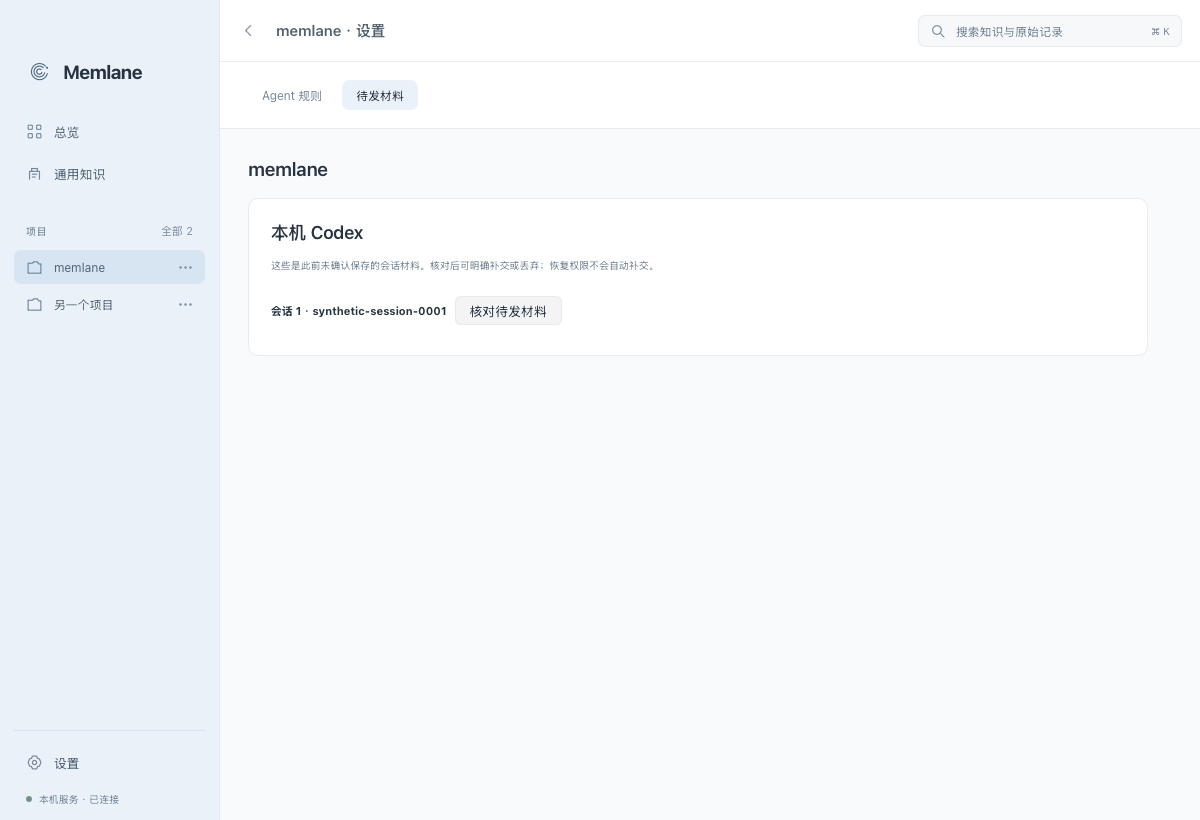 memlane · 设置
搜索知识与原始记录
⌘ K
Memlane
总览
通用知识
项目
全部 2
memlane
另一个项目
设置
本机服务 · 已连接
Agent 规则
待发材料
memlane
本机 Codex
这些是此前未确认保存的会话材料。核对后可明确补交或丢弃；恢复权限不会自动补交。
会话 1 · synthetic-session-0001
核对待发材料